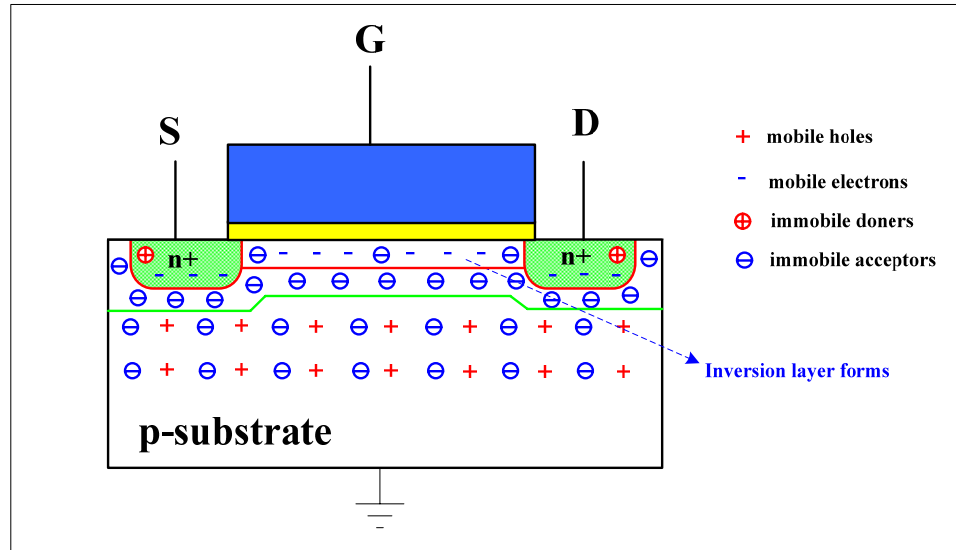 G
S
D
+ mobile holes
- mobile electrons
⊕ immobile doners
⊖ immobile acceptors
n+
n+
Inversion layer forms
p-substrate